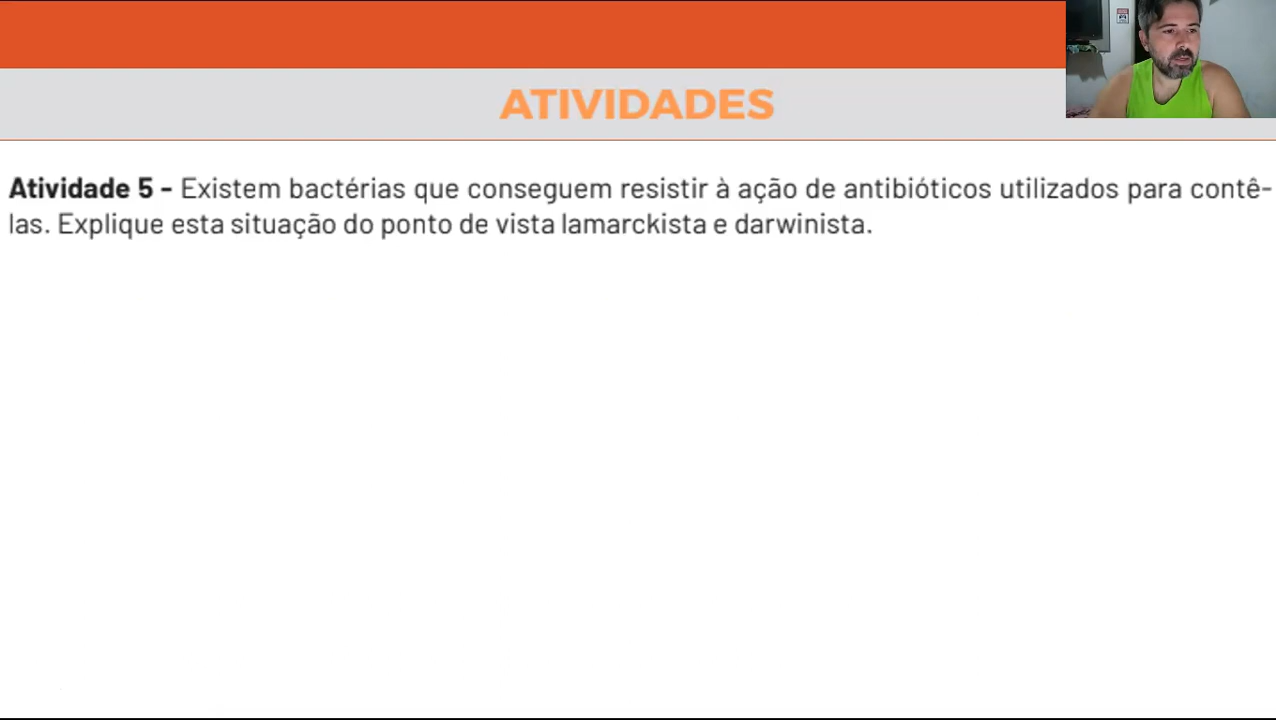 ATIVIDADES
Atividade 5 - Existem bactérias que conseguem resistir à ação de antibióticos utilizados para contê-
las. Explique esta situação do ponto de vista lamarckista e darwinista.